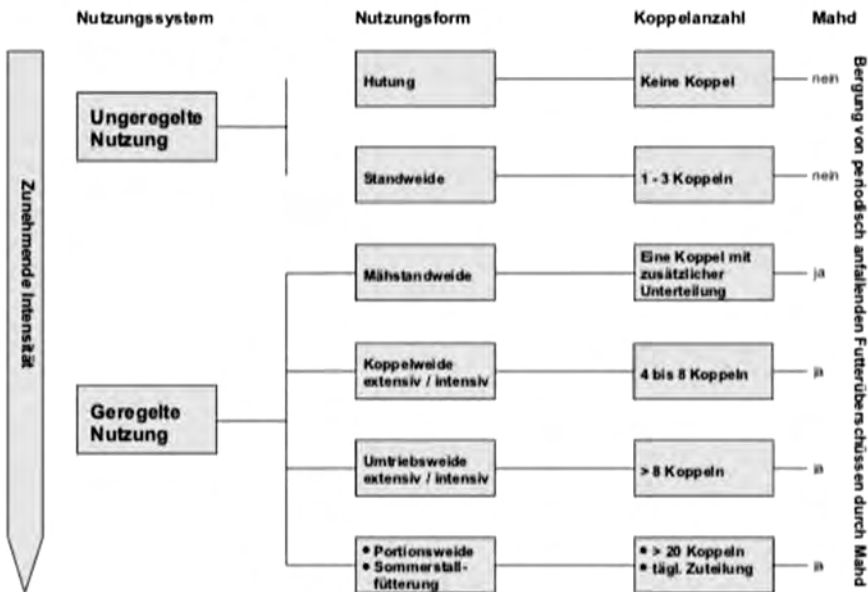 Nutzungssystem Nutzungsform Koppelanzahl Mahd
Zunehmende Intensität
Ungeregelte
Nutzung
Hutung
Keine Koppel
nein
Standweide
1 - 3 Koppeln
nein
Geregelte
Nutzung
Mähstandweide
Eine Koppel mit
zusätzlicher
Unterteilung
ja
Koppelweide
extensiv / intensiv
4 bis 8 Koppeln
ja
Umtriebsweide
extensiv / intensiv
> 8 Koppeln
ja
• Portionsweide
• Sommerstall-
fütterung
• > 20 Koppeln
• tägl. Zuteilung
ja
Bergung von periodisch anfallenden Futterüberschüssen durch Mahd